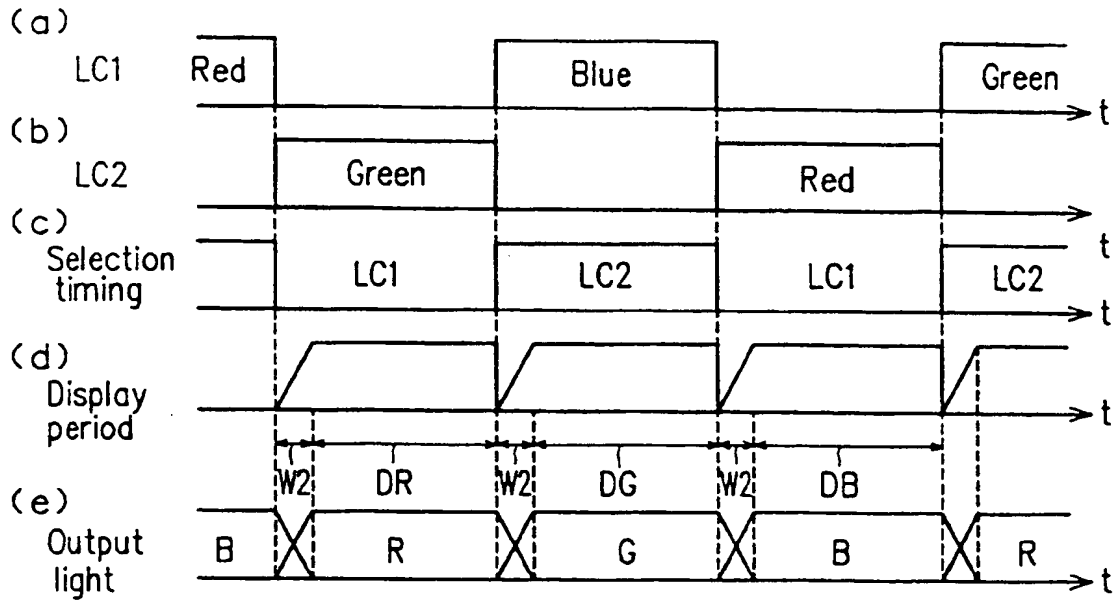 (a)
LC1
Red
Blue
Green
t
(b)
LC2
Green
Red
t
(c)
Selection
timing
LC1
LC2
LC1
LC2
t
(d)
Display
period
t
W2
DR
W2
DG
W2
DB
(e)
Output
light
B
R
G
B
R
t